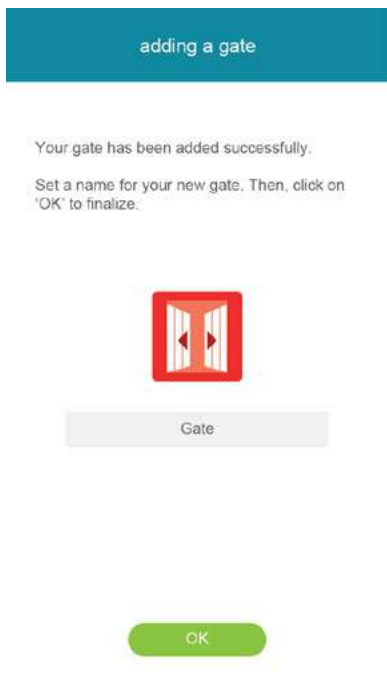 adding a gate
Your gate has been added successfully.
Set a name for your new gate. Then, click on
'OK' to finalize.
Gate
OK